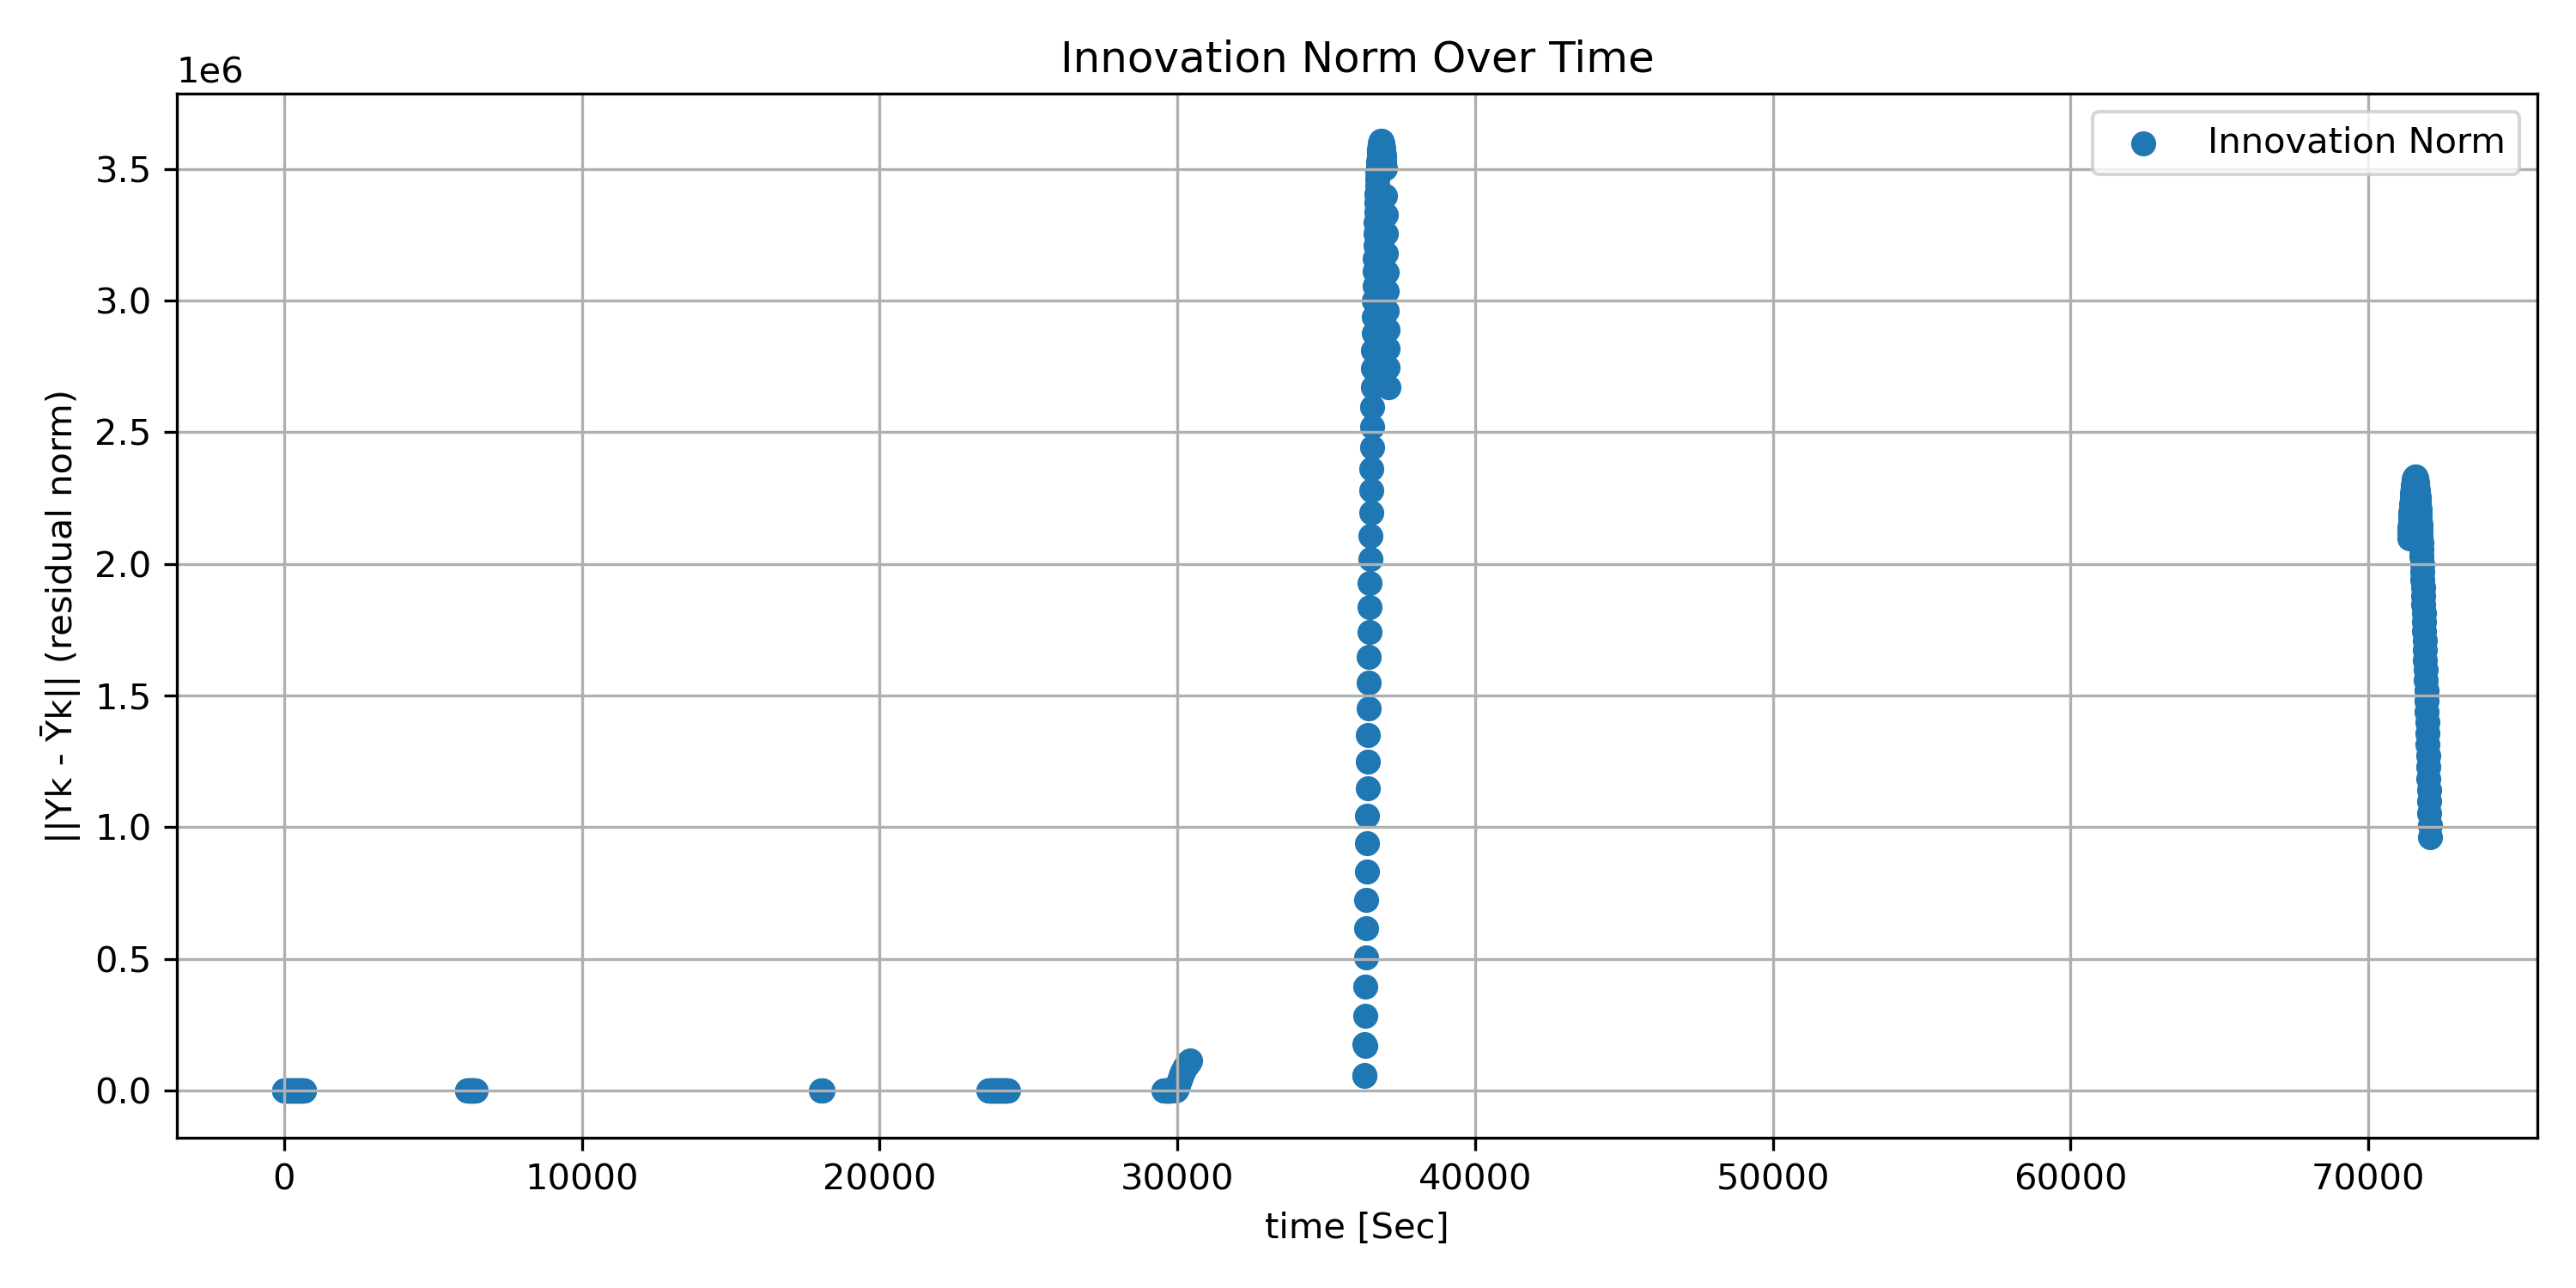 Innovation Norm Over Time
1e6
Innovation Norm
3.5
3.0
2.5
2.0
1.5
1.0
0.5
0.0
||Yk - Ȳk|| (residual norm)
0 10000 20000 30000 40000 50000 60000 70000
time [Sec]